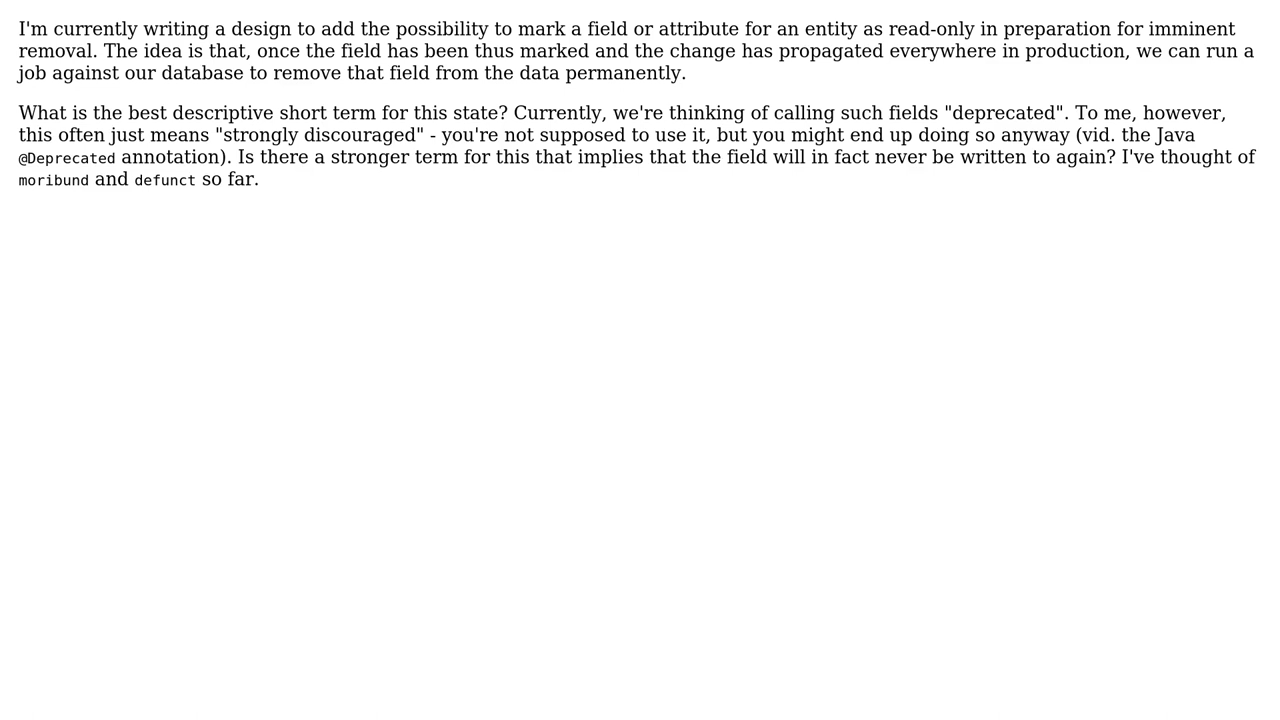 I'm currently writing a design to add the possibility to mark a field or attribute for an entity as read-only in preparation for imminent
removal. The idea is that, once the field has been thus marked and the change has propagated everywhere in production, we can run a
job against our database to remove that field from the data permanently.
What is the best descriptive short term for this state? Currently, we're thinking of calling such fields "deprecated". To me, however,
this often just means "strongly discouraged" - you're not supposed to use it, but you might end up doing so anyway (vid. the Java
@Deprecated annotation). Is there a stronger term for this that implies that the field will in fact never be written to again? I've thought of
moribund and defunct so far.